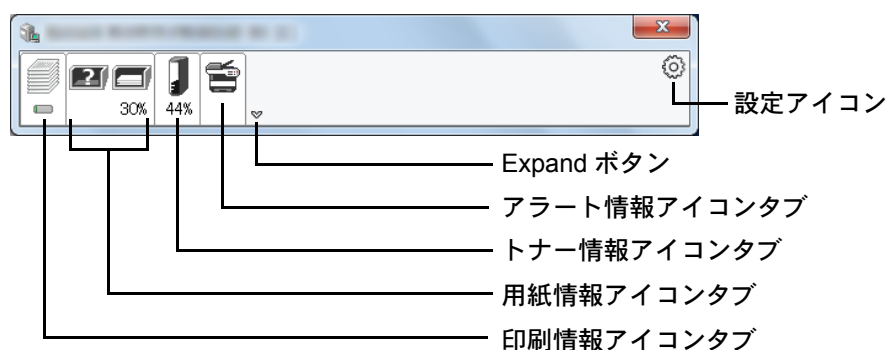 30%
44%
設定アイコン
Expand ボタン
アラート情報アイコンタブ
トナー情報アイコンタブ
用紙情報アイコンタブ
印刷情報アイコンタブ